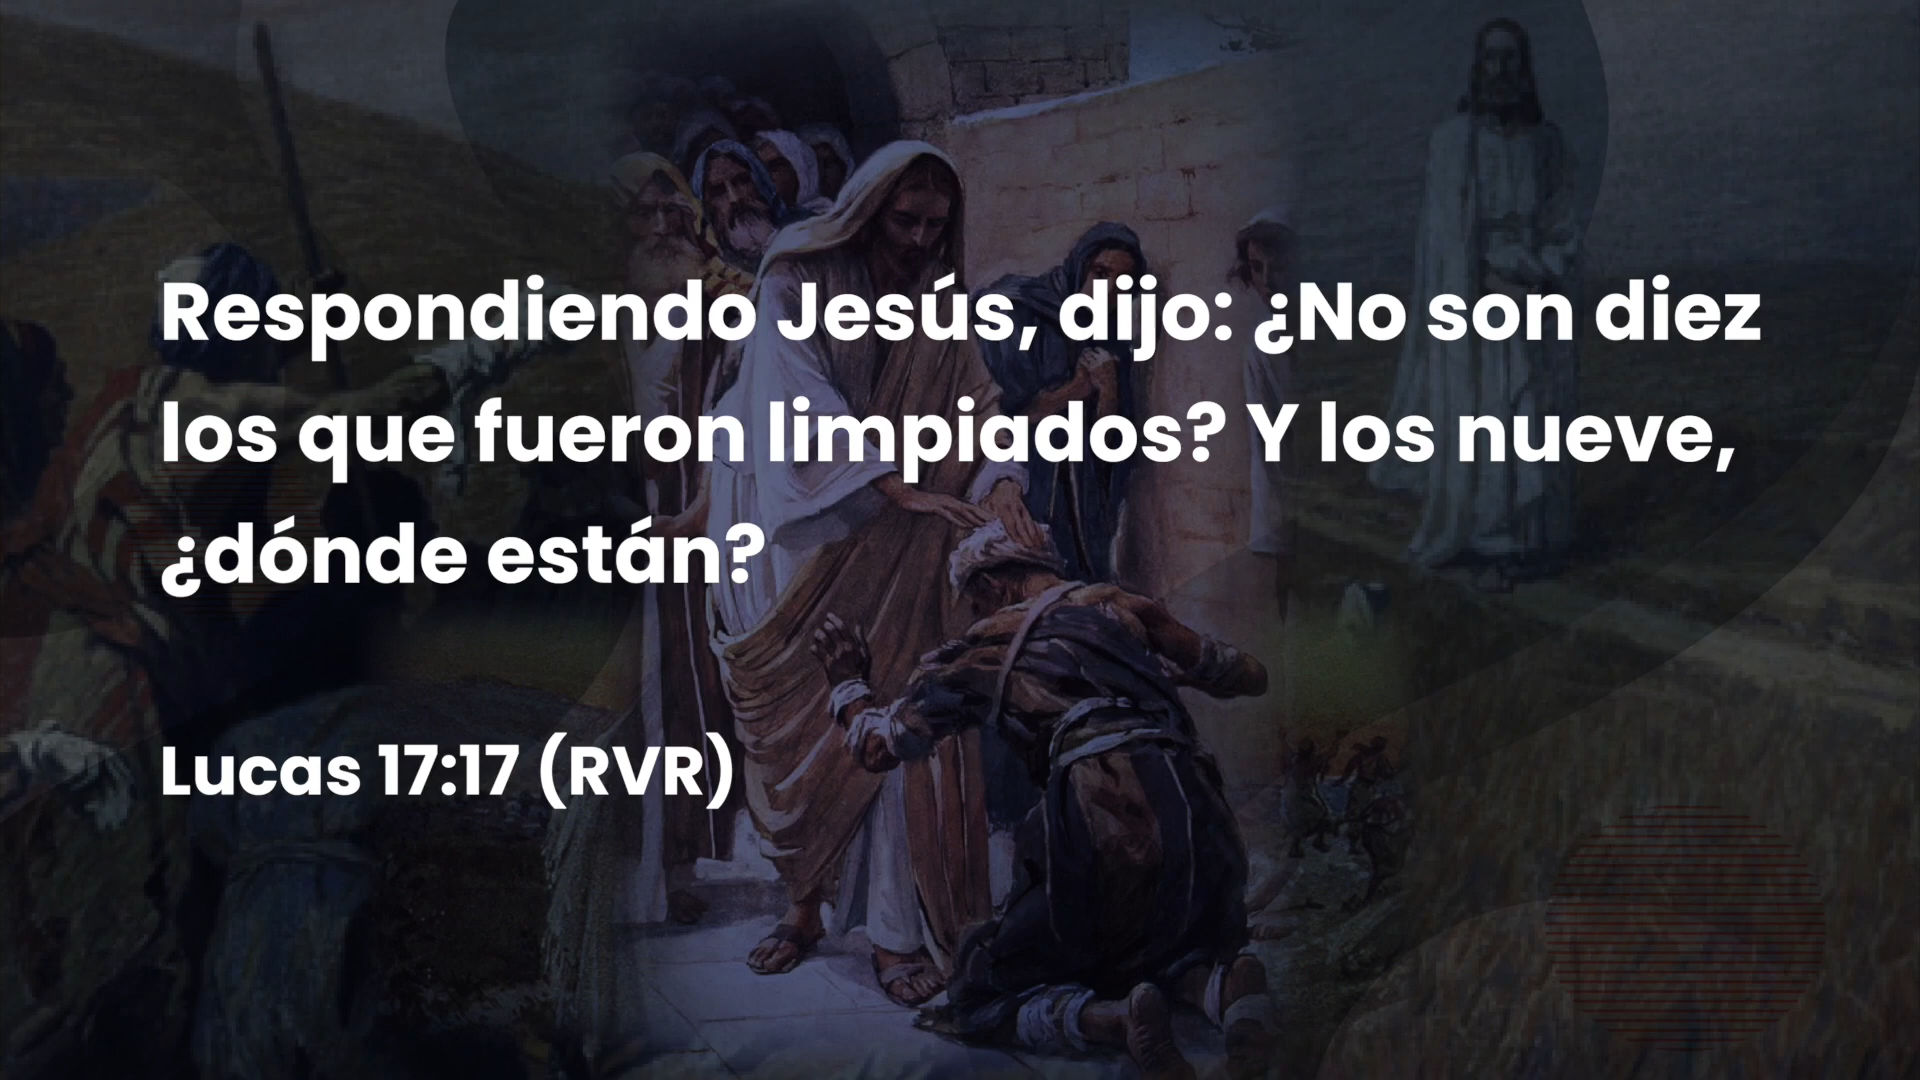 Respondiendo Jesús, dijo: ¿No son diez
los que fueron limpiados? Y los nueve,
¿dónde están?
Lucas 17:17 (RVR)